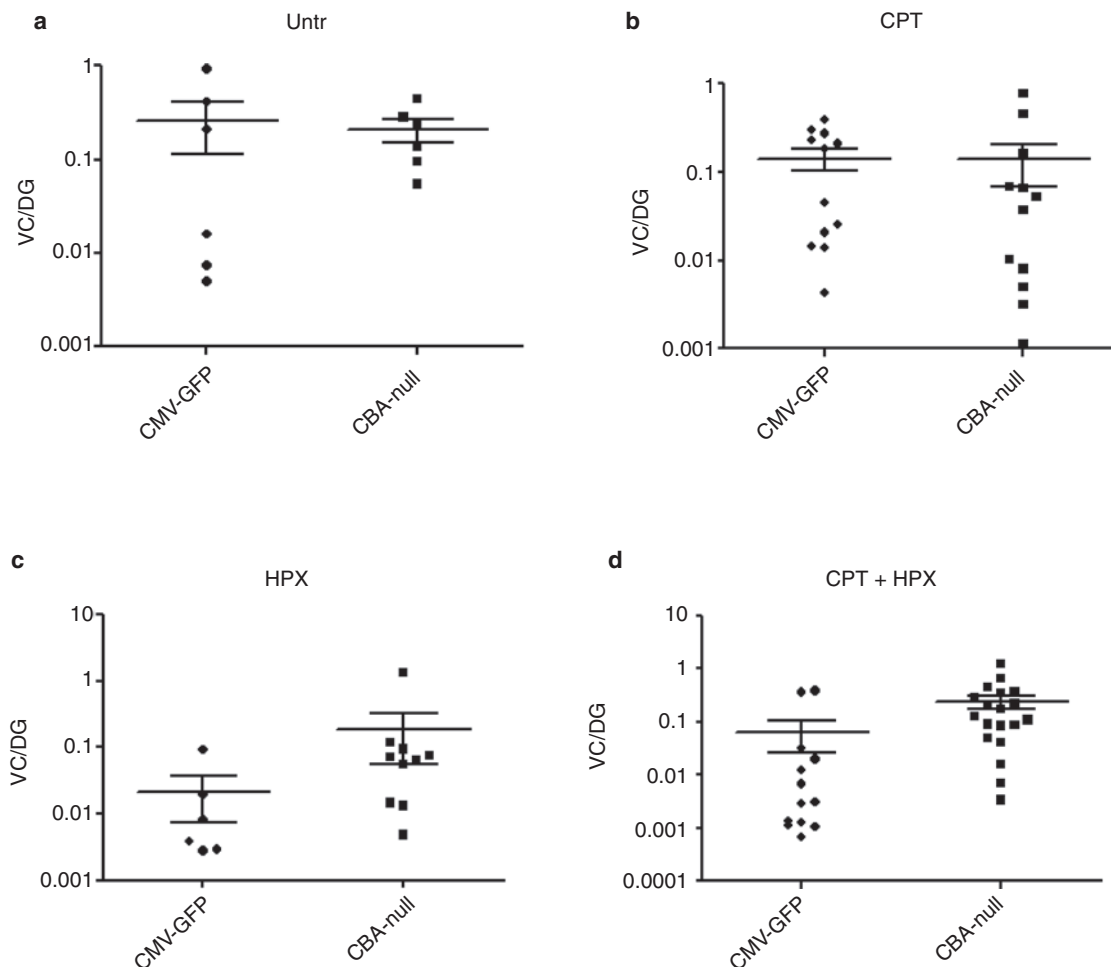 a
Untr
1
0.1
0.01
0.001
VC/DG
CMV-GFP
CBA-null
b
CPT
1
0.1
0.01
0.001
VC/DG
CMV-GFP
CBA-null
c
HPX
10
1
0.1
0.01
0.001
VC/DG
CMV-GFP
CBA-null
d
CPT + HPX
10
1
0.1
0.01
0.001
0.0001
VC/DG
CMV-GFP
CBA-null